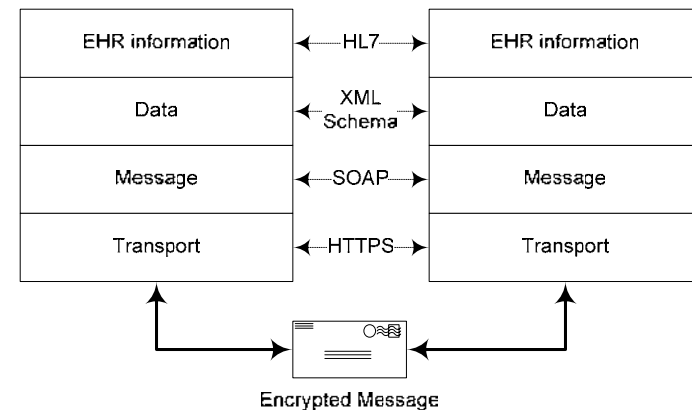 EHR information HL7 EHR information
Data XML Schema Data
Message SOAP Message
Transport HTTPS Transport
Encrypted Message